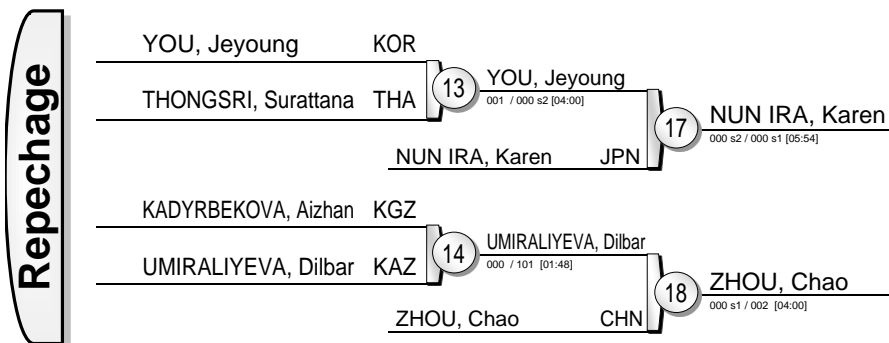 Repechage
YOU, Jeyoung KOR
THONGSRI, Surattana THA
13
YOU, Jeyoung
001 / 000 s2 [04:00]
NUN IRA, Karen JPN
17
NUN IRA, Karen
000 s2 / 000 s1 [05:54]
KADYRBEKOVA, Aizhan KGZ
UMIRALIYEVA, Dilbar KAZ
14
UMIRALIYEVA, Dilbar
000 / 101 [01:48]
ZHOU, Chao CHN
18
ZHOU, Chao
000 s1 / 002 [04:00]